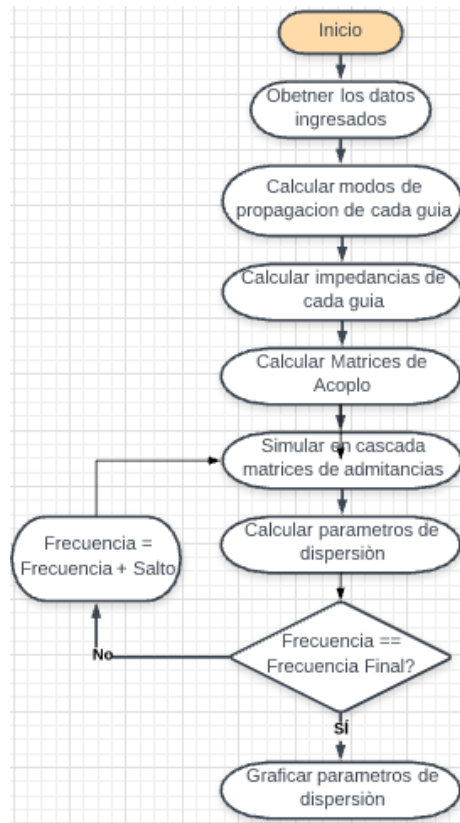 Inicio
Obetner los datos
ingresados
Calcular modos de
propagacion de cada guia
Calcular impedancias de
cada guia
Calcular Matrices de
Acoplo
Simular en cascada
matrices de admitancias
Calcular parametros de
dispersiòn
Frecuencia =
Frecuencia + Salto
Frecuencia ==
Frecuencia Final?
No
SÍ
Graficar parametros de
dispersiòn